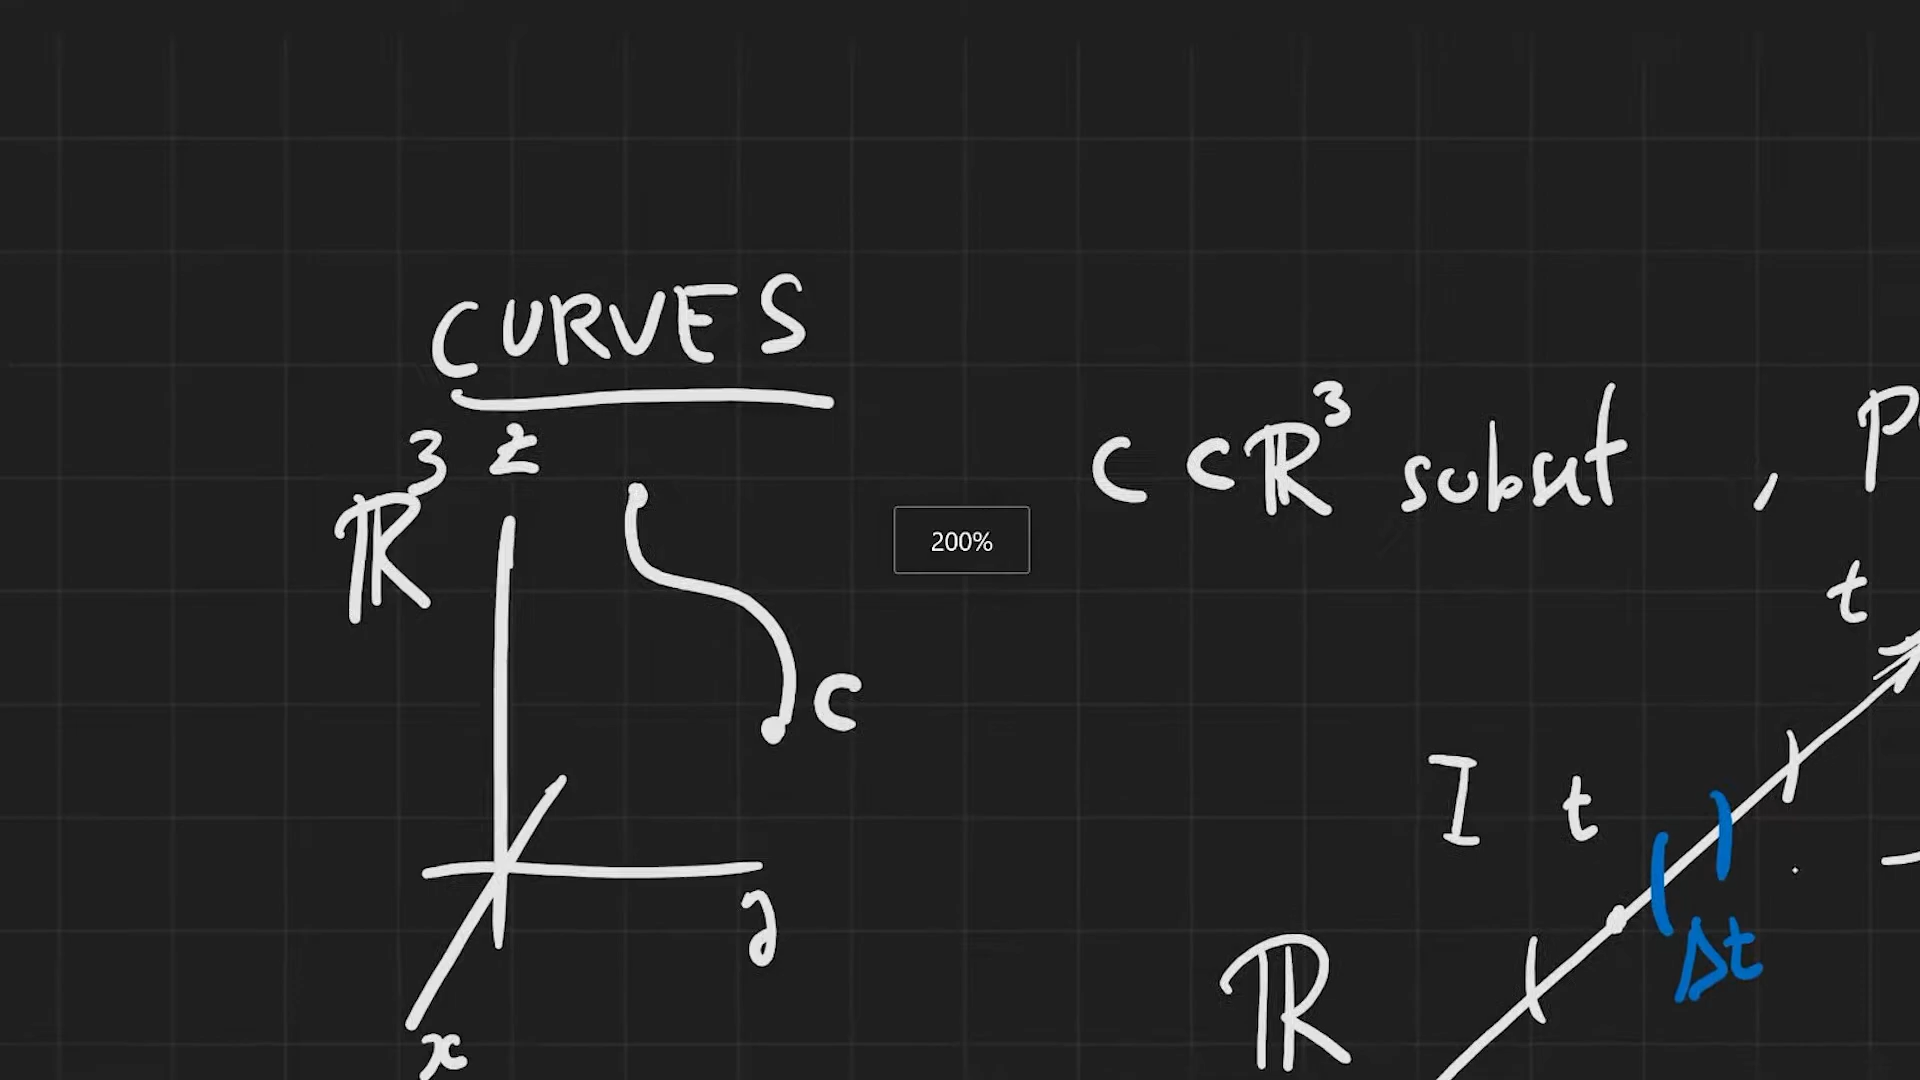 CURVES
ℝ³ z
C ⊂ ℝ³ subset , P
200%
t
C
I t
y
Δt
ℝ
x